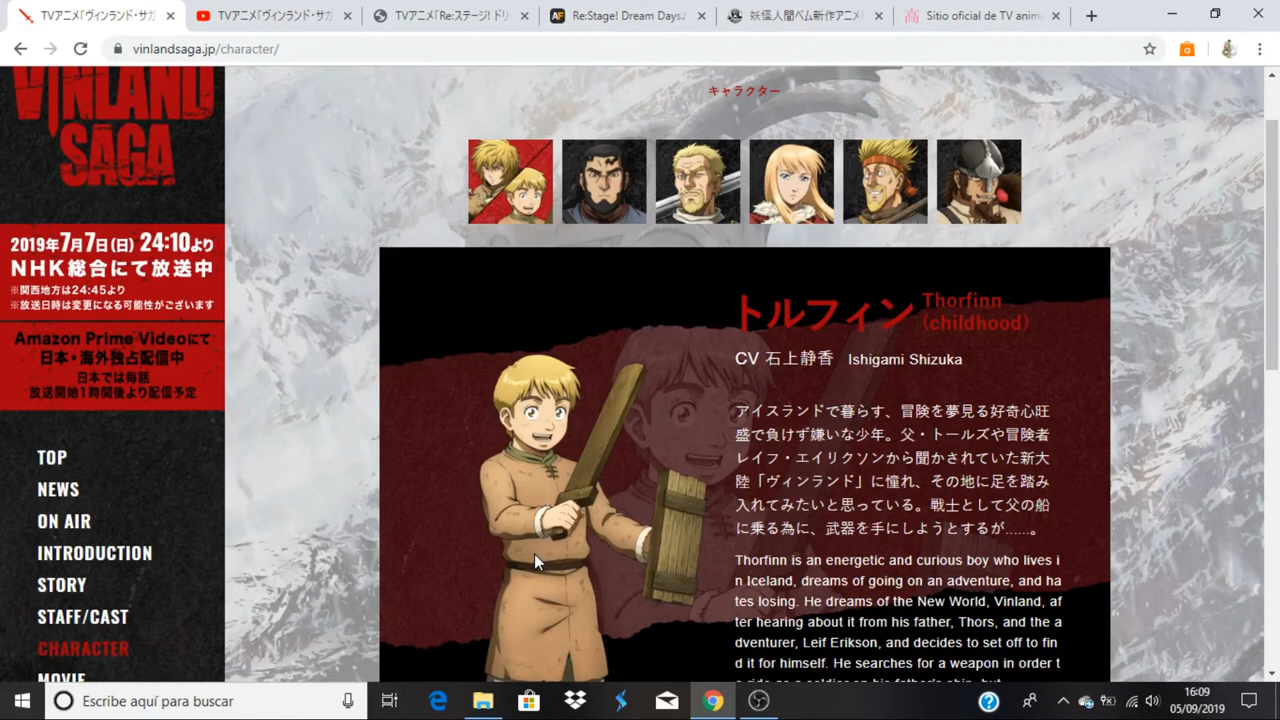 TVアニメ「ヴィンランド・サガ
TVアニメ「ヴィンランド・サガ
TVアニメ「Re:ステージ! ドリ
Re:Stage! Dream Days♪
妖怪人間ベム新作アニメ
Sitio oficial de TV anime
vinlandsaga.jp/character/
VINLAND
SAGA
2019年7月7日(日) 24:10より
NHK総合にて放送中
※関西地方は24:45より
※放送日時は変更になる可能性がございます
Amazon Prime Videoにて
日本・海外独占配信中
日本では毎話
放送開始1時間後より配信予定
TOP
NEWS
ON AIR
INTRODUCTION
STORY
STAFF/CAST
CHARACTER
MOVIE
キャラクター
トルフィン Thorfinn
(childhood)
CV 石上静香 Ishigami Shizuka
アイスランドで暮らす、冒険を夢見る好奇心旺
盛で負けず嫌いな少年。父・トールズや冒険者
レイフ・エイリクソンから聞かされていた新大
陸「ヴィンランド」に憧れ、その地に足を踏み
入れてみたいと思っている。戦士として父の船
に乗る為に、武器を手にしようとするが……。
Thorfinn is an energetic and curious boy who lives i
n Iceland, dreams of going on an adventure, and ha
tes losing. He dreams of the New World, Vinland, af
ter hearing about it from his father, Thors, and the a
dventurer, Leif Erikson, and decides to set off to fin
d it for himself. He searches for a weapon in order t
o ride as a soldier on his father's ship, but
Escribe aquí para buscar
16:09
05/09/2019